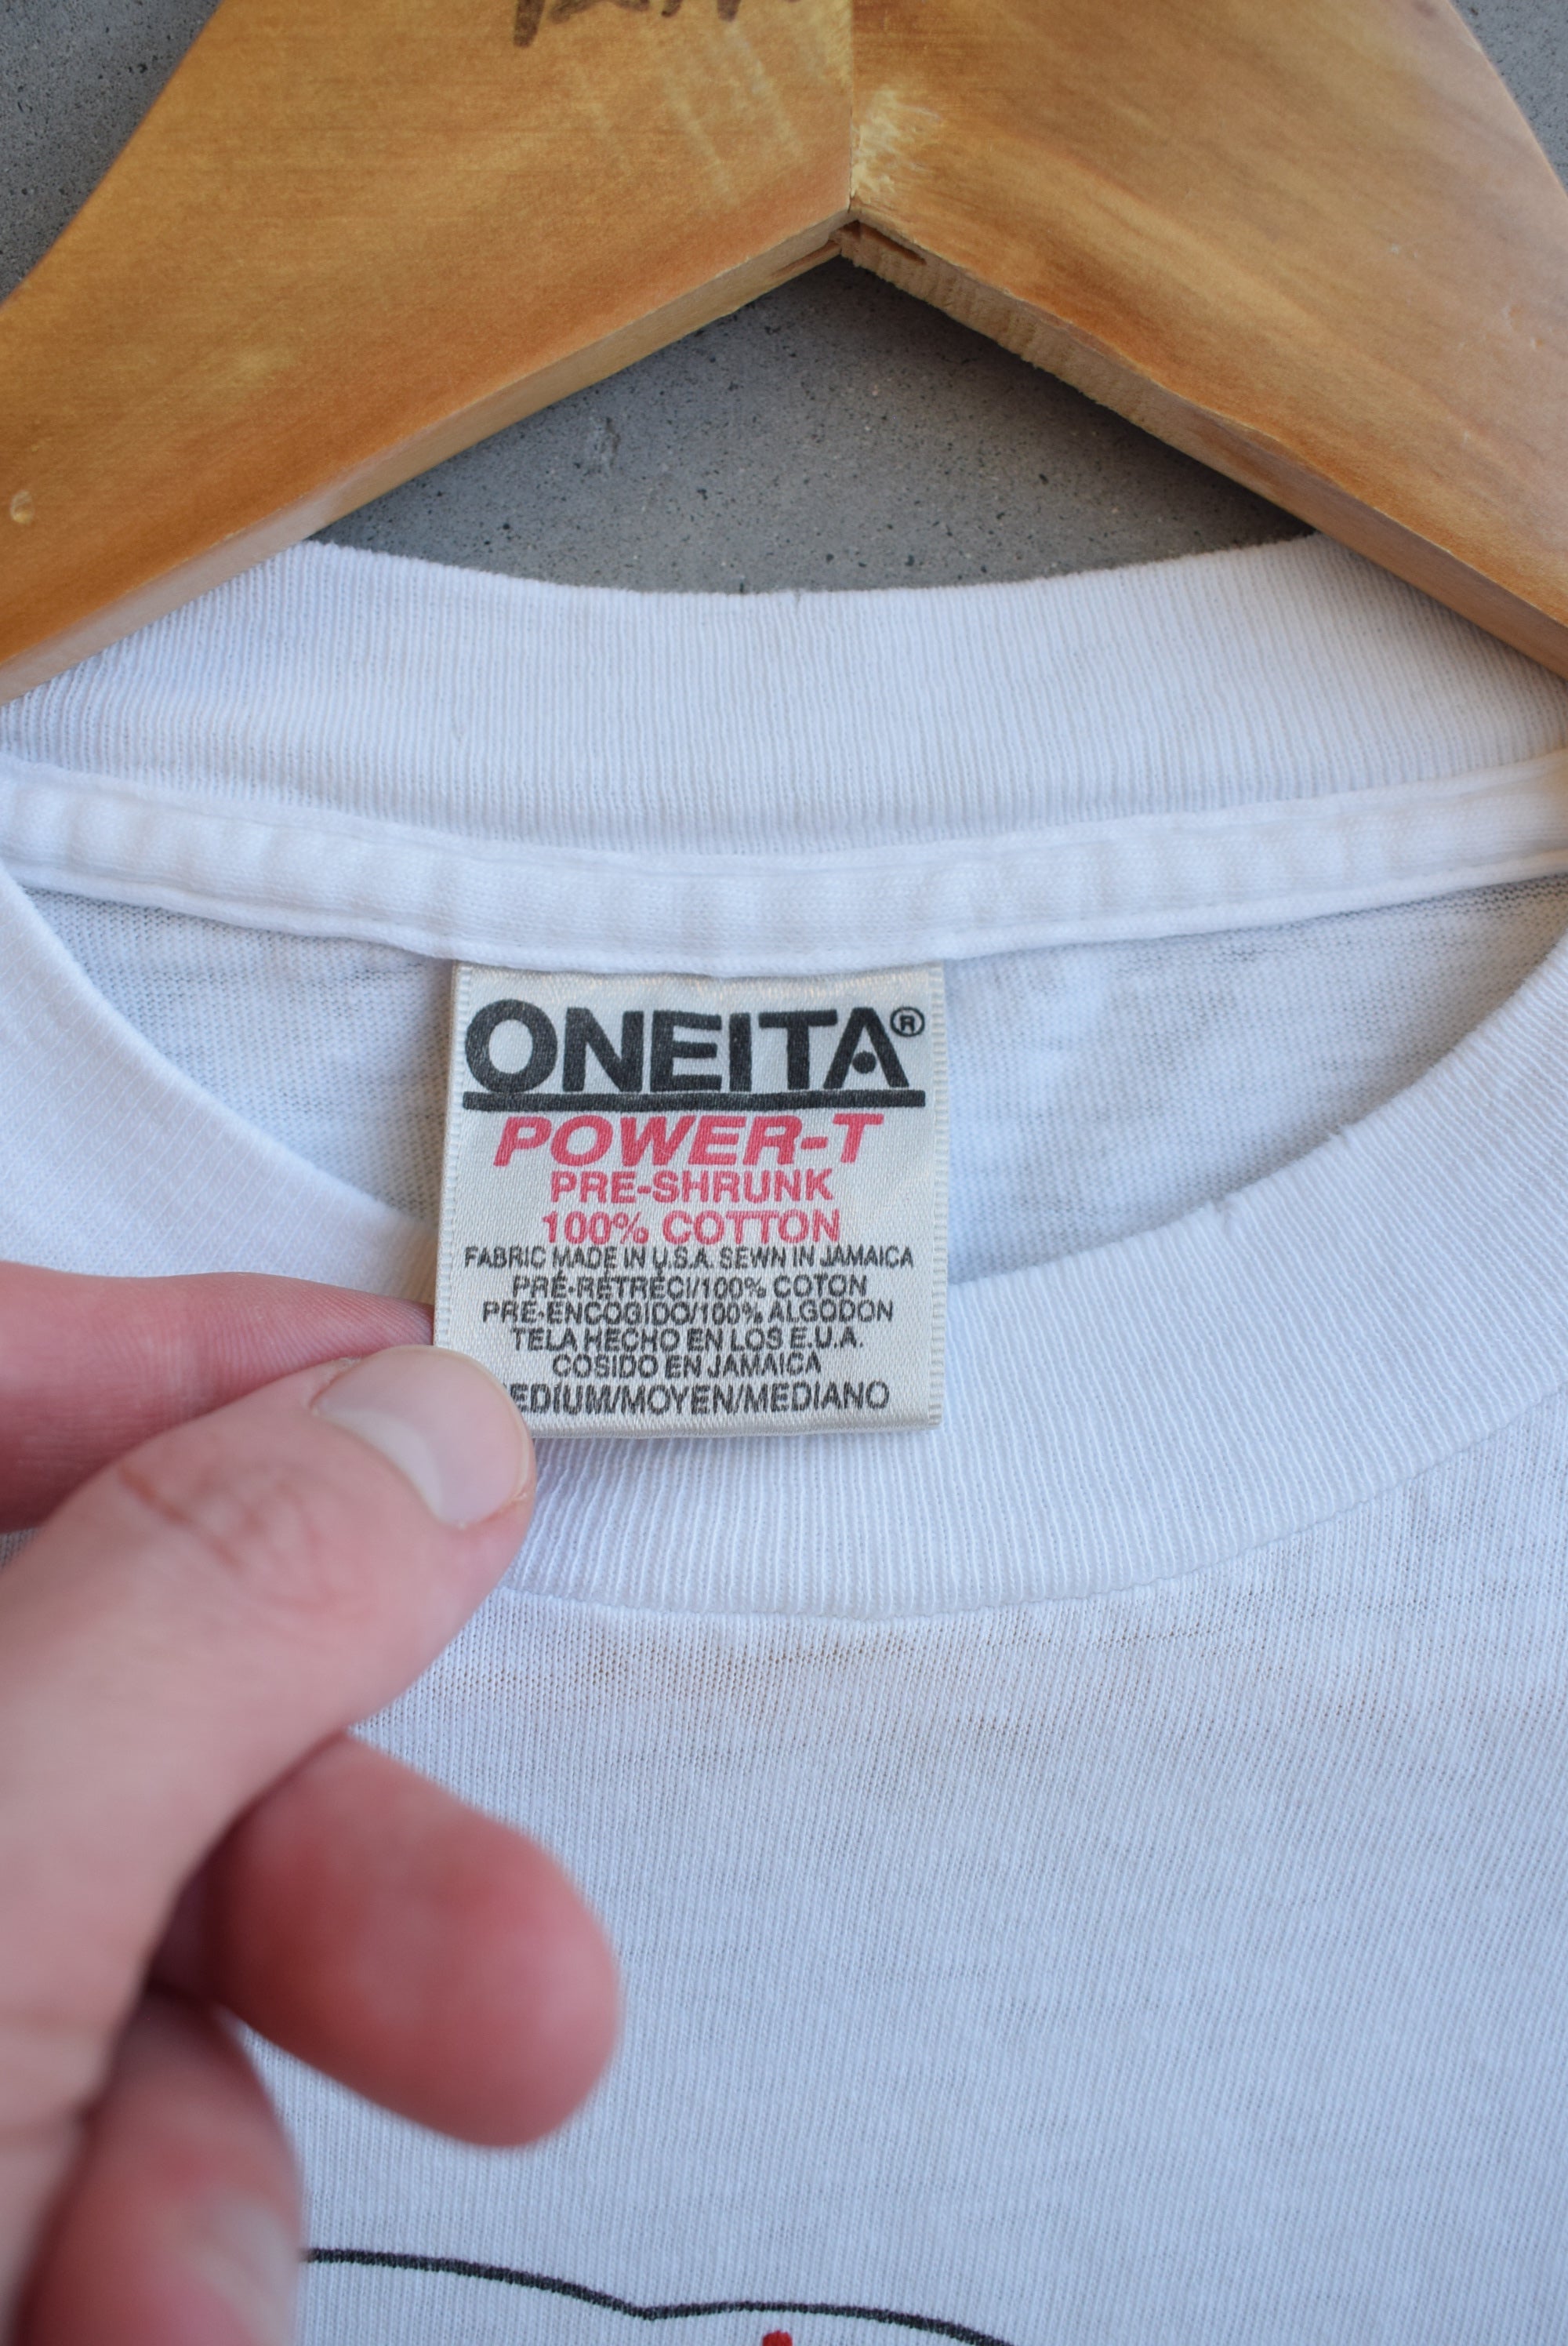 ONEITA®
POWER-T
PRE-SHRUNK
100% COTTON
FABRIC MADE IN U.S.A. SEWN IN JAMAICA
PRÉ-RÉTRÉCI/100% COTON
PRE-ENCOGIDO/100% ALGODON
TELA HECHO EN LOS E.U.A.
COSIDO EN JAMAICA
EDIUM/MOYEN/MEDIANO